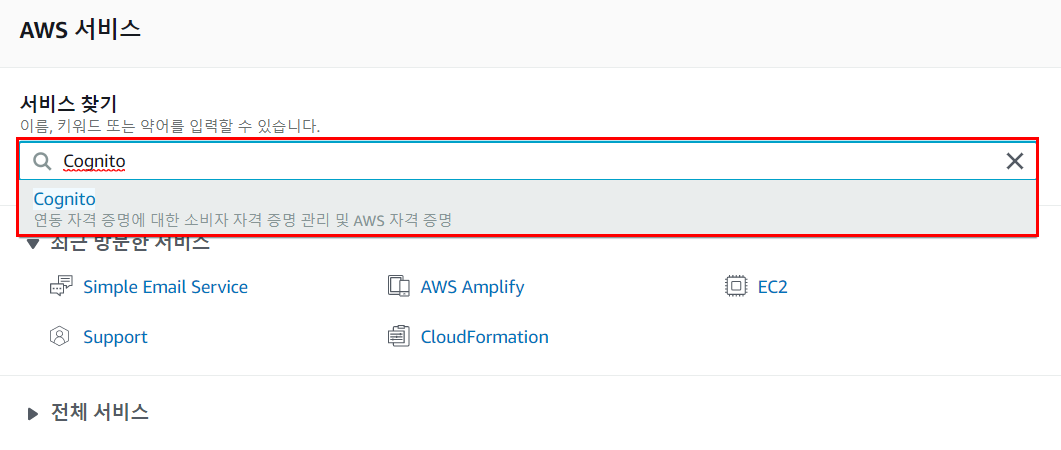 AWS 서비스
서비스 찾기
이름, 키워드 또는 약어를 입력할 수 있습니다.
Cognito
Cognito
연동 자격 증명에 대한 소비자 자격 증명 관리 및 AWS 자격 증명
최근 방문한 서비스
Simple Email Service
AWS Amplify
EC2
Support
CloudFormation
전체 서비스